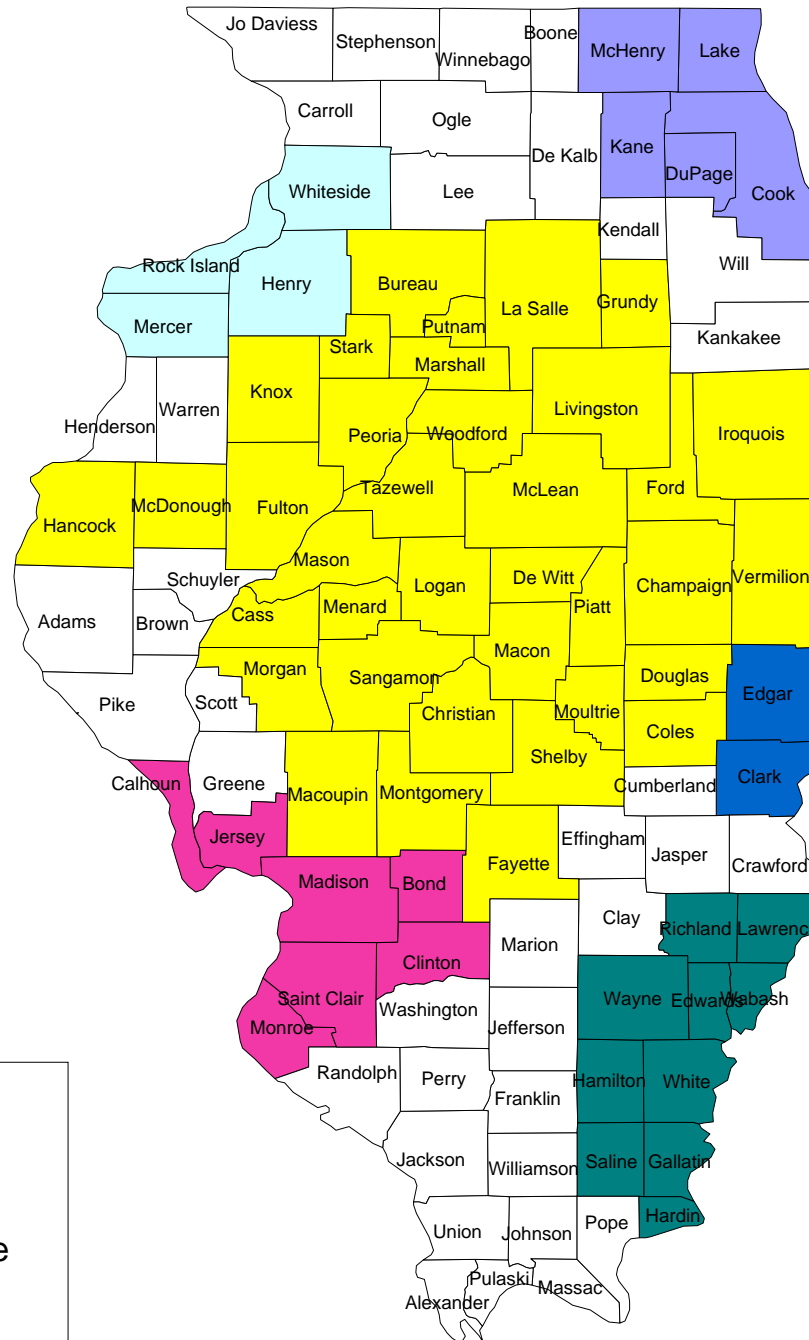 Jo Daviess
Stephenson
Winnebago
Boone
McHenry
Lake
Carroll
Ogle
De Kalb
Kane
DuPage
Cook
Whiteside
Lee
Kendall
Will
Rock Island
Henry
Bureau
La Salle
Grundy
Mercer
Putnam
Kankakee
Stark
Marshall
Knox
Henderson
Warren
Peoria
Woodford
Livingston
Iroquois
Hancock
McDonough
Fulton
Tazewell
McLean
Ford
Mason
Schuyler
Logan
De Witt
Champaign
Vermilion
Adams
Brown
Cass
Menard
Piatt
Macon
Morgan
Sangamon
Douglas
Edgar
Pike
Scott
Christian
Moultrie
Coles
Shelby
Calhoun
Greene
Macoupin
Montgomery
Cumberland
Clark
Jersey
Effingham
Jasper
Crawford
Madison
Bond
Fayette
Clay
Richland
Lawrenc
Marion
Clinton
Saint Clair
Wayne
Edwards
Wabash
Washington
Jefferson
Monroe
Randolph
Perry
Hamilton
White
Franklin
Jackson
Williamson
Saline
Gallatin
Union
Johnson
Pope
Hardin
Pulaski
Massac
Alexander
e